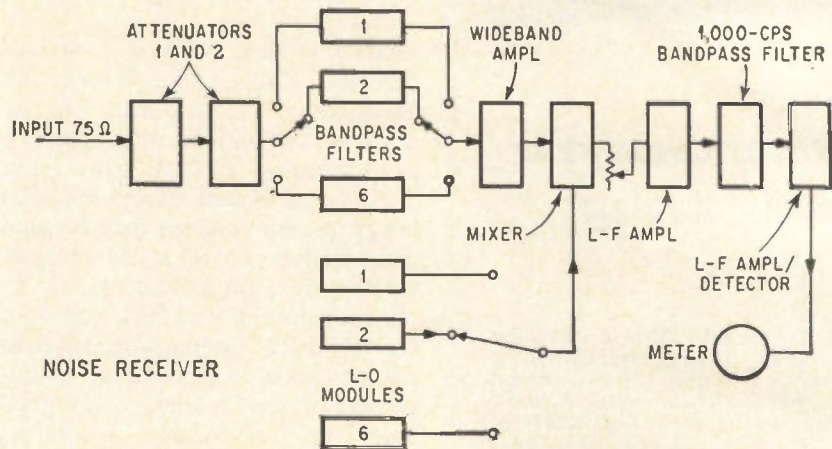 ATTENUATORS
1 AND 2
INPUT 75 Ω
1
2
BANDPASS
FILTERS
6
WIDEBAND
AMPL
1,000-CPS
BANDPASS FILTER
MIXER
L-F AMPL
L-F AMPL/
DETECTOR
METER
1
2
L-O
MODULES
6
NOISE RECEIVER